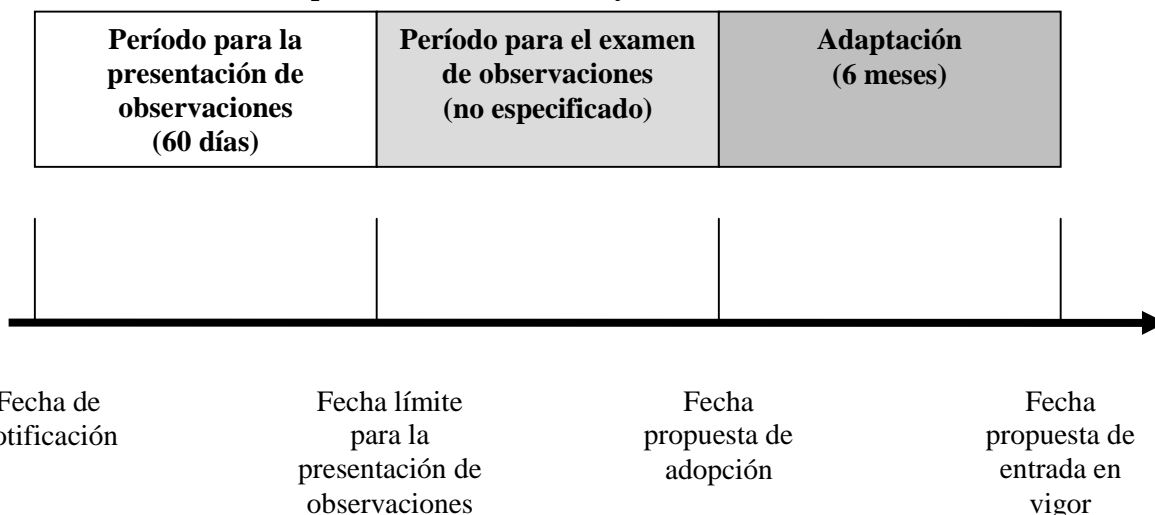 Período para la
presentación de
observaciones
(60 días)
Período para el examen
de observaciones
(no especificado)
Adaptación
(6 meses)
Fecha de
otificación
Fecha límite
para la
presentación de
observaciones
Fecha
propuesta de
adopción
Fecha
propuesta de
entrada en
vigor